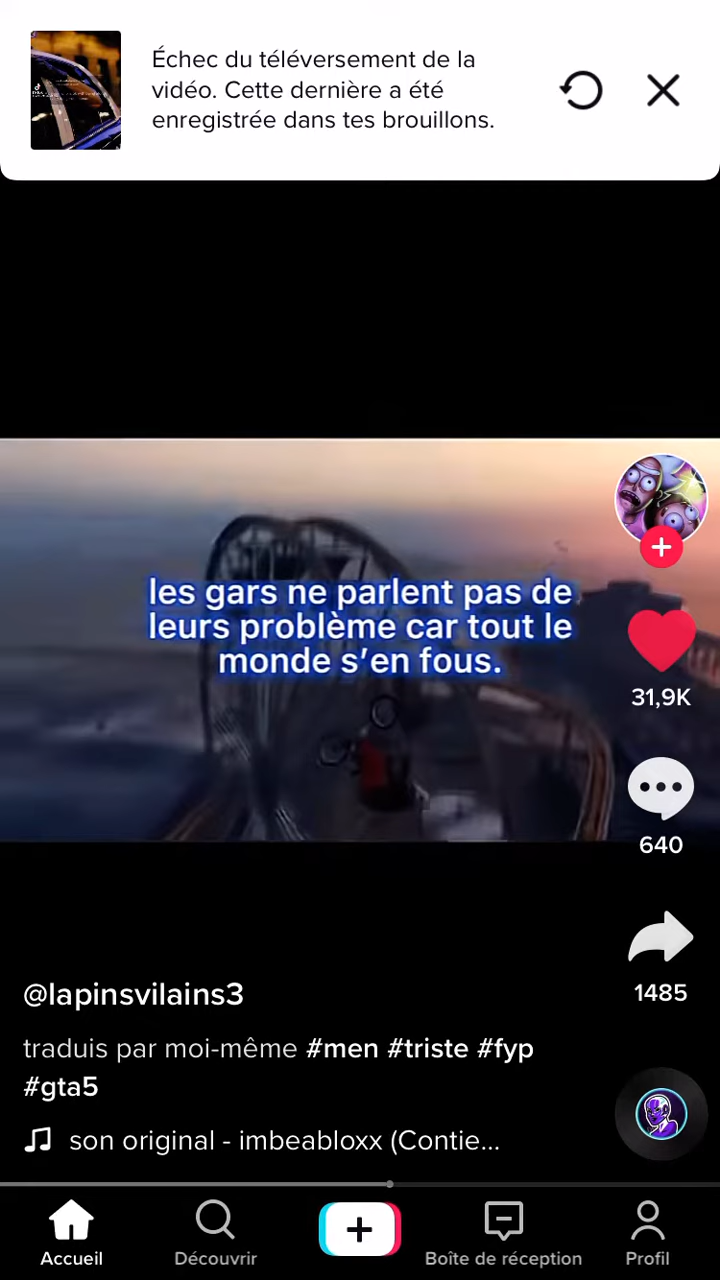 Échec du téléversement de la
vidéo. Cette dernière a été
enregistrée dans tes brouillons.
les gars ne parlent pas de
leurs problème car tout le
monde s'en fous.
31,9K
640
1485
@lapinsvilains3
traduis par moi-même #men #triste #fyp
#gta5
son original - imbeabloxx (Contie...
Accueil
Découvrir
Boîte de réception
Profil